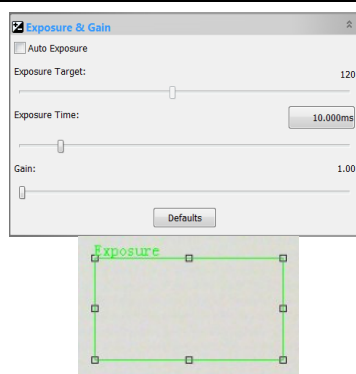 Exposure & Gain
Auto Exposure
Exposure Target: 120
Exposure Time: 10.000ms
Gain: 1.00
Defaults
Exposure